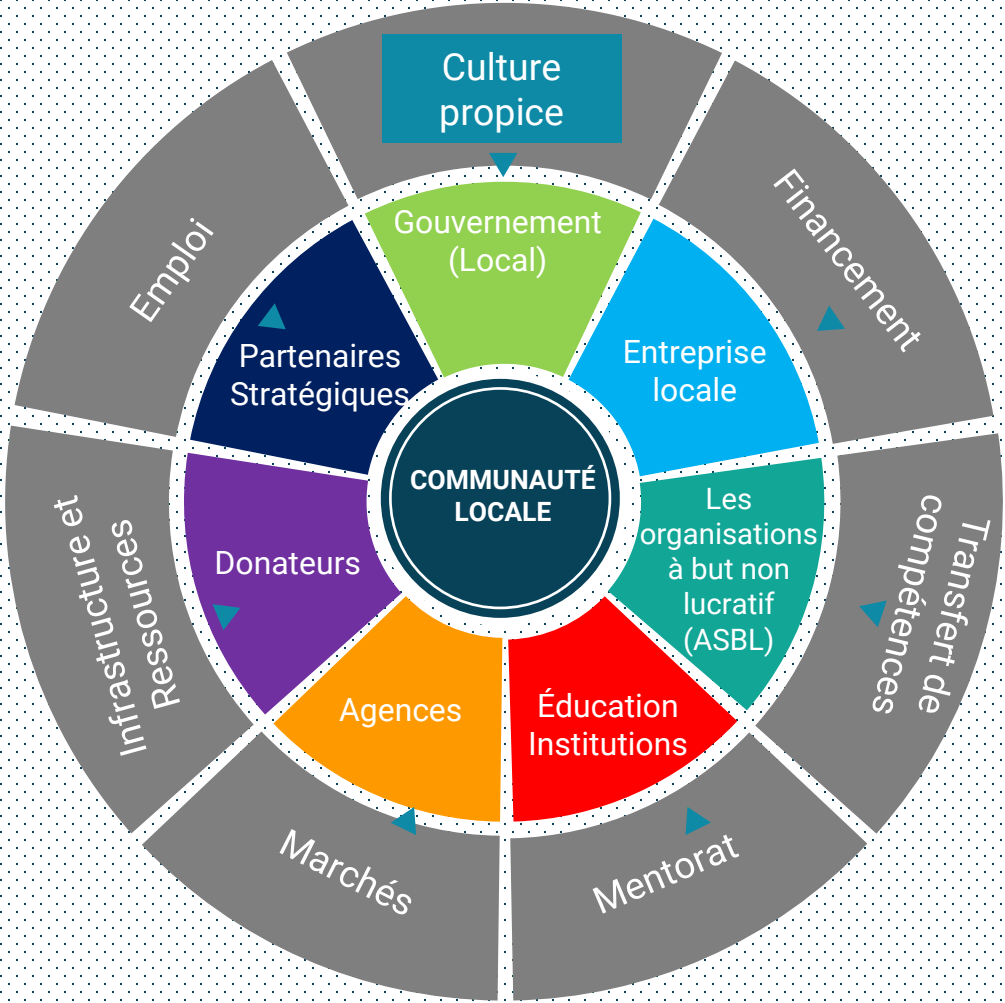 Culture
propice
Financement
Transfert de
compétences
Mentorat
Marchés
Infrastructure et
Ressources
Emploi
Gouvernement
(Local)
Entreprise
locale
Les
organisations
à but non
lucratif
(ASBL)
Éducation
Institutions
Agences
Donateurs
Partenaires
Stratégiques
COMMUNAUTÉ
LOCALE